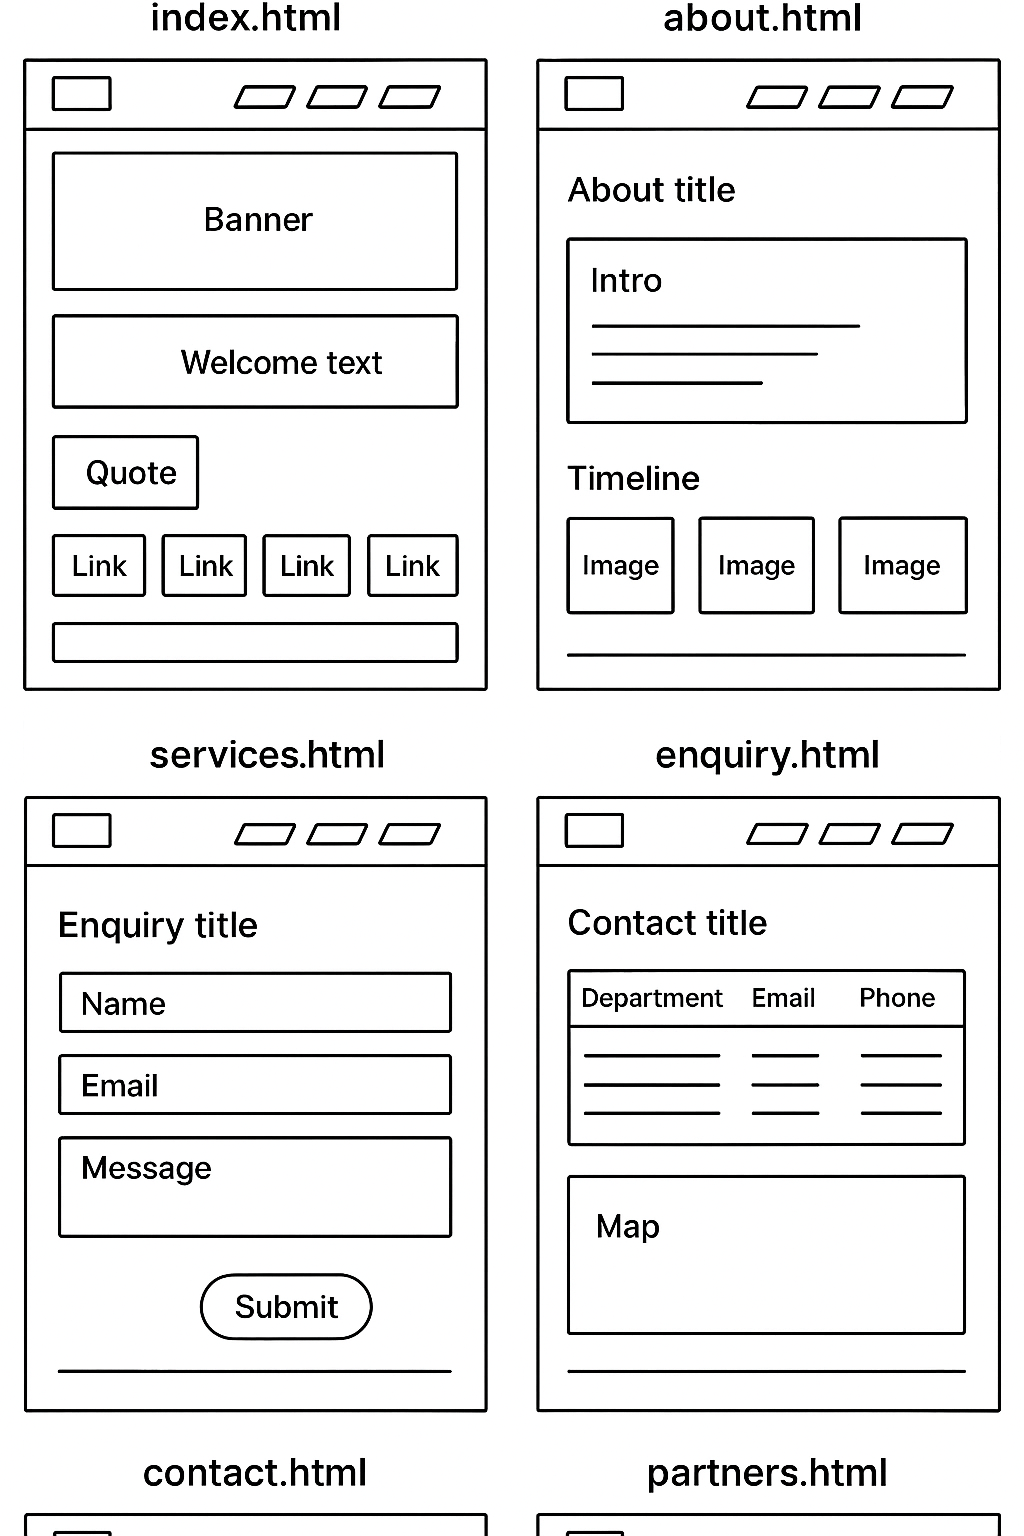 index.html
Banner
Welcome text
Quote
Link Link Link Link
about.html
About title
Intro
Timeline
Image Image Image
services.html
Enquiry title
Name
Email
Message
Submit
enquiry.html
Contact title
Department Email Phone
Map
contact.html
partners.html